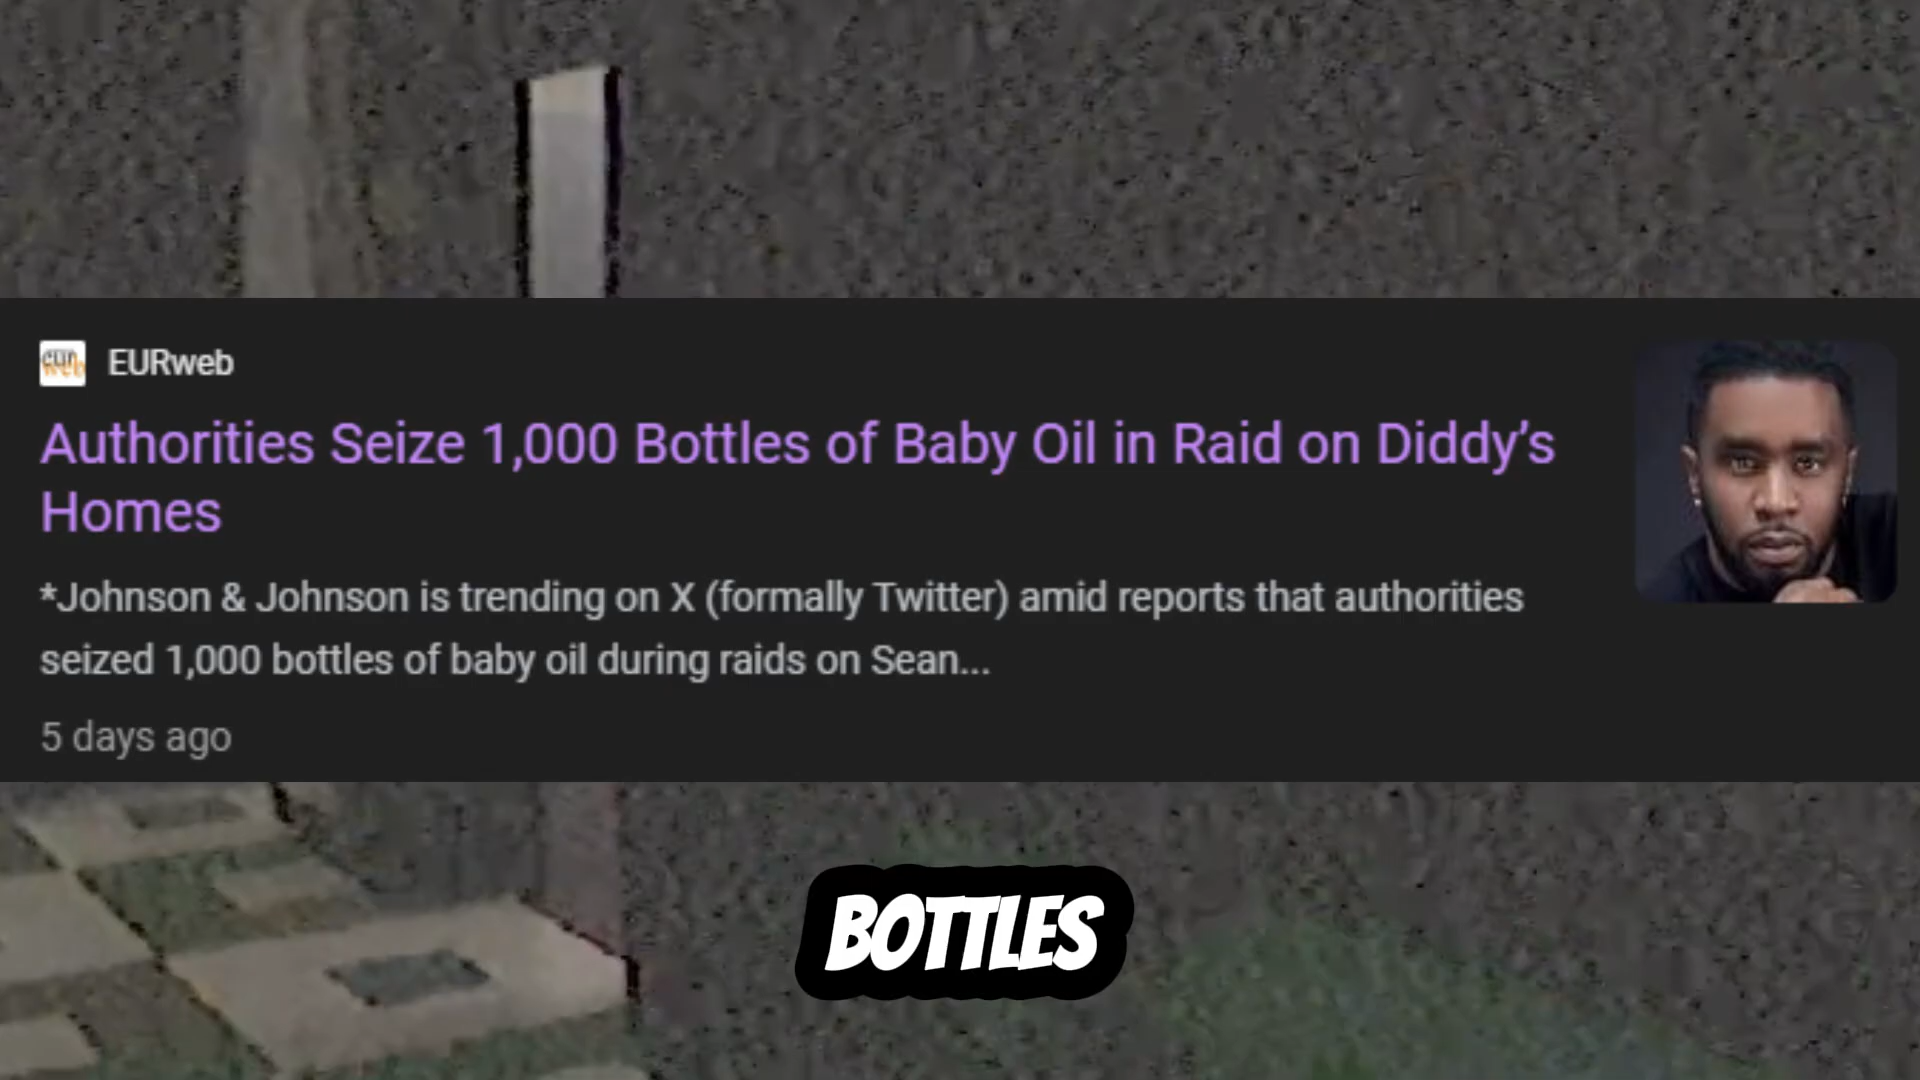 EURweb
Authorities Seize 1,000 Bottles of Baby Oil in Raid on Diddy's
Homes
*Johnson & Johnson is trending on X (formally Twitter) amid reports that authorities
seized 1,000 bottles of baby oil during raids on Sean...
5 days ago
BOTTLES